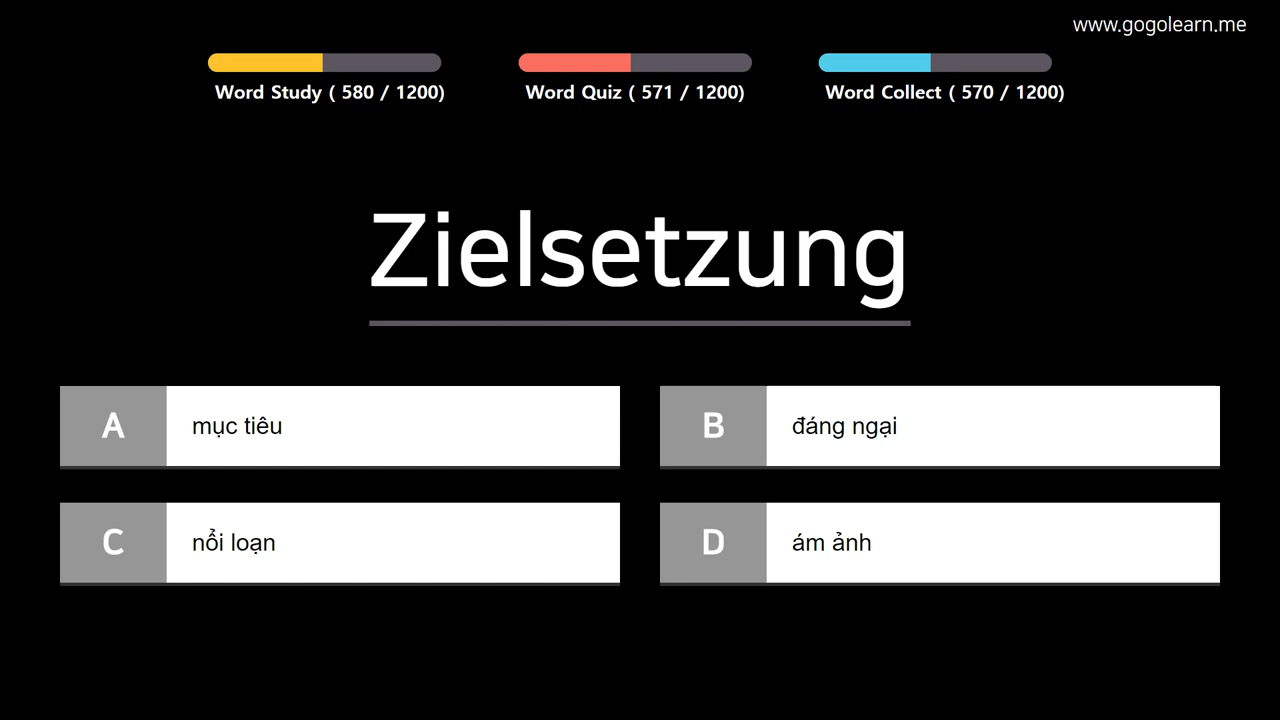 www.gogolearn.me
Word Study ( 580 / 1200)
Word Quiz ( 571 / 1200)
Word Collect ( 570 / 1200)
Zielsetzung
A mục tiêu
B đáng ngại
C nổi loạn
D ám ảnh